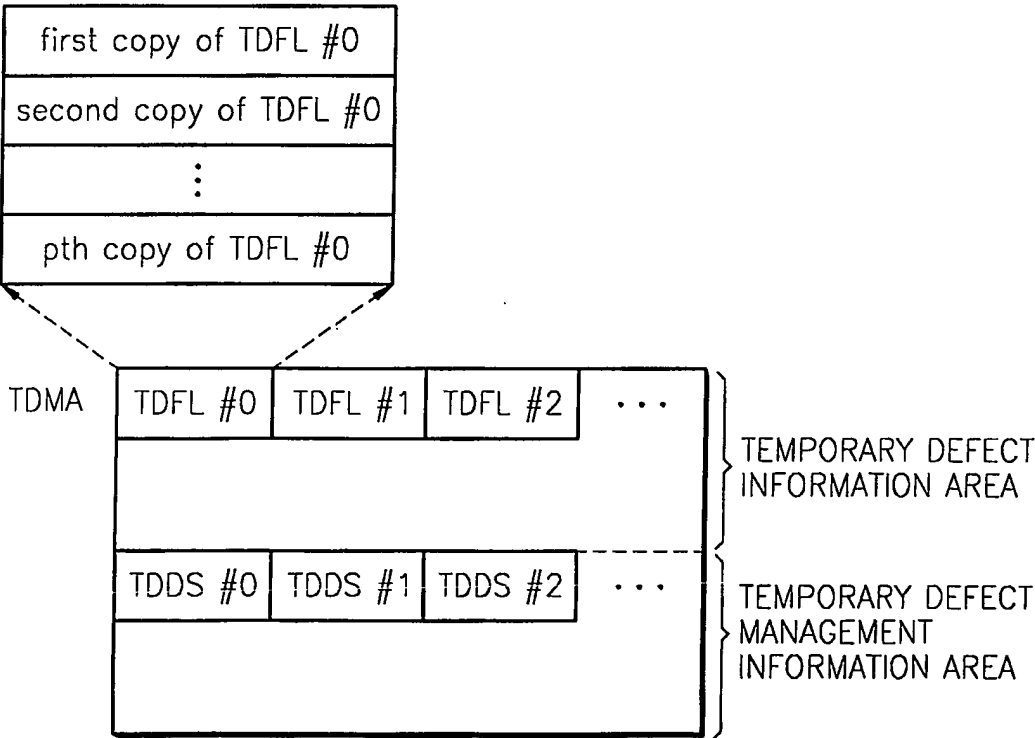 first copy of TDFL #0
second copy of TDFL #0
⋮
pth copy of TDFL #0
TDMA
TDFL #0
TDFL #1
TDFL #2
...
TEMPORARY DEFECT
INFORMATION AREA
TDDS #0
TDDS #1
TDDS #2
...
TEMPORARY DEFECT
MANAGEMENT
INFORMATION AREA